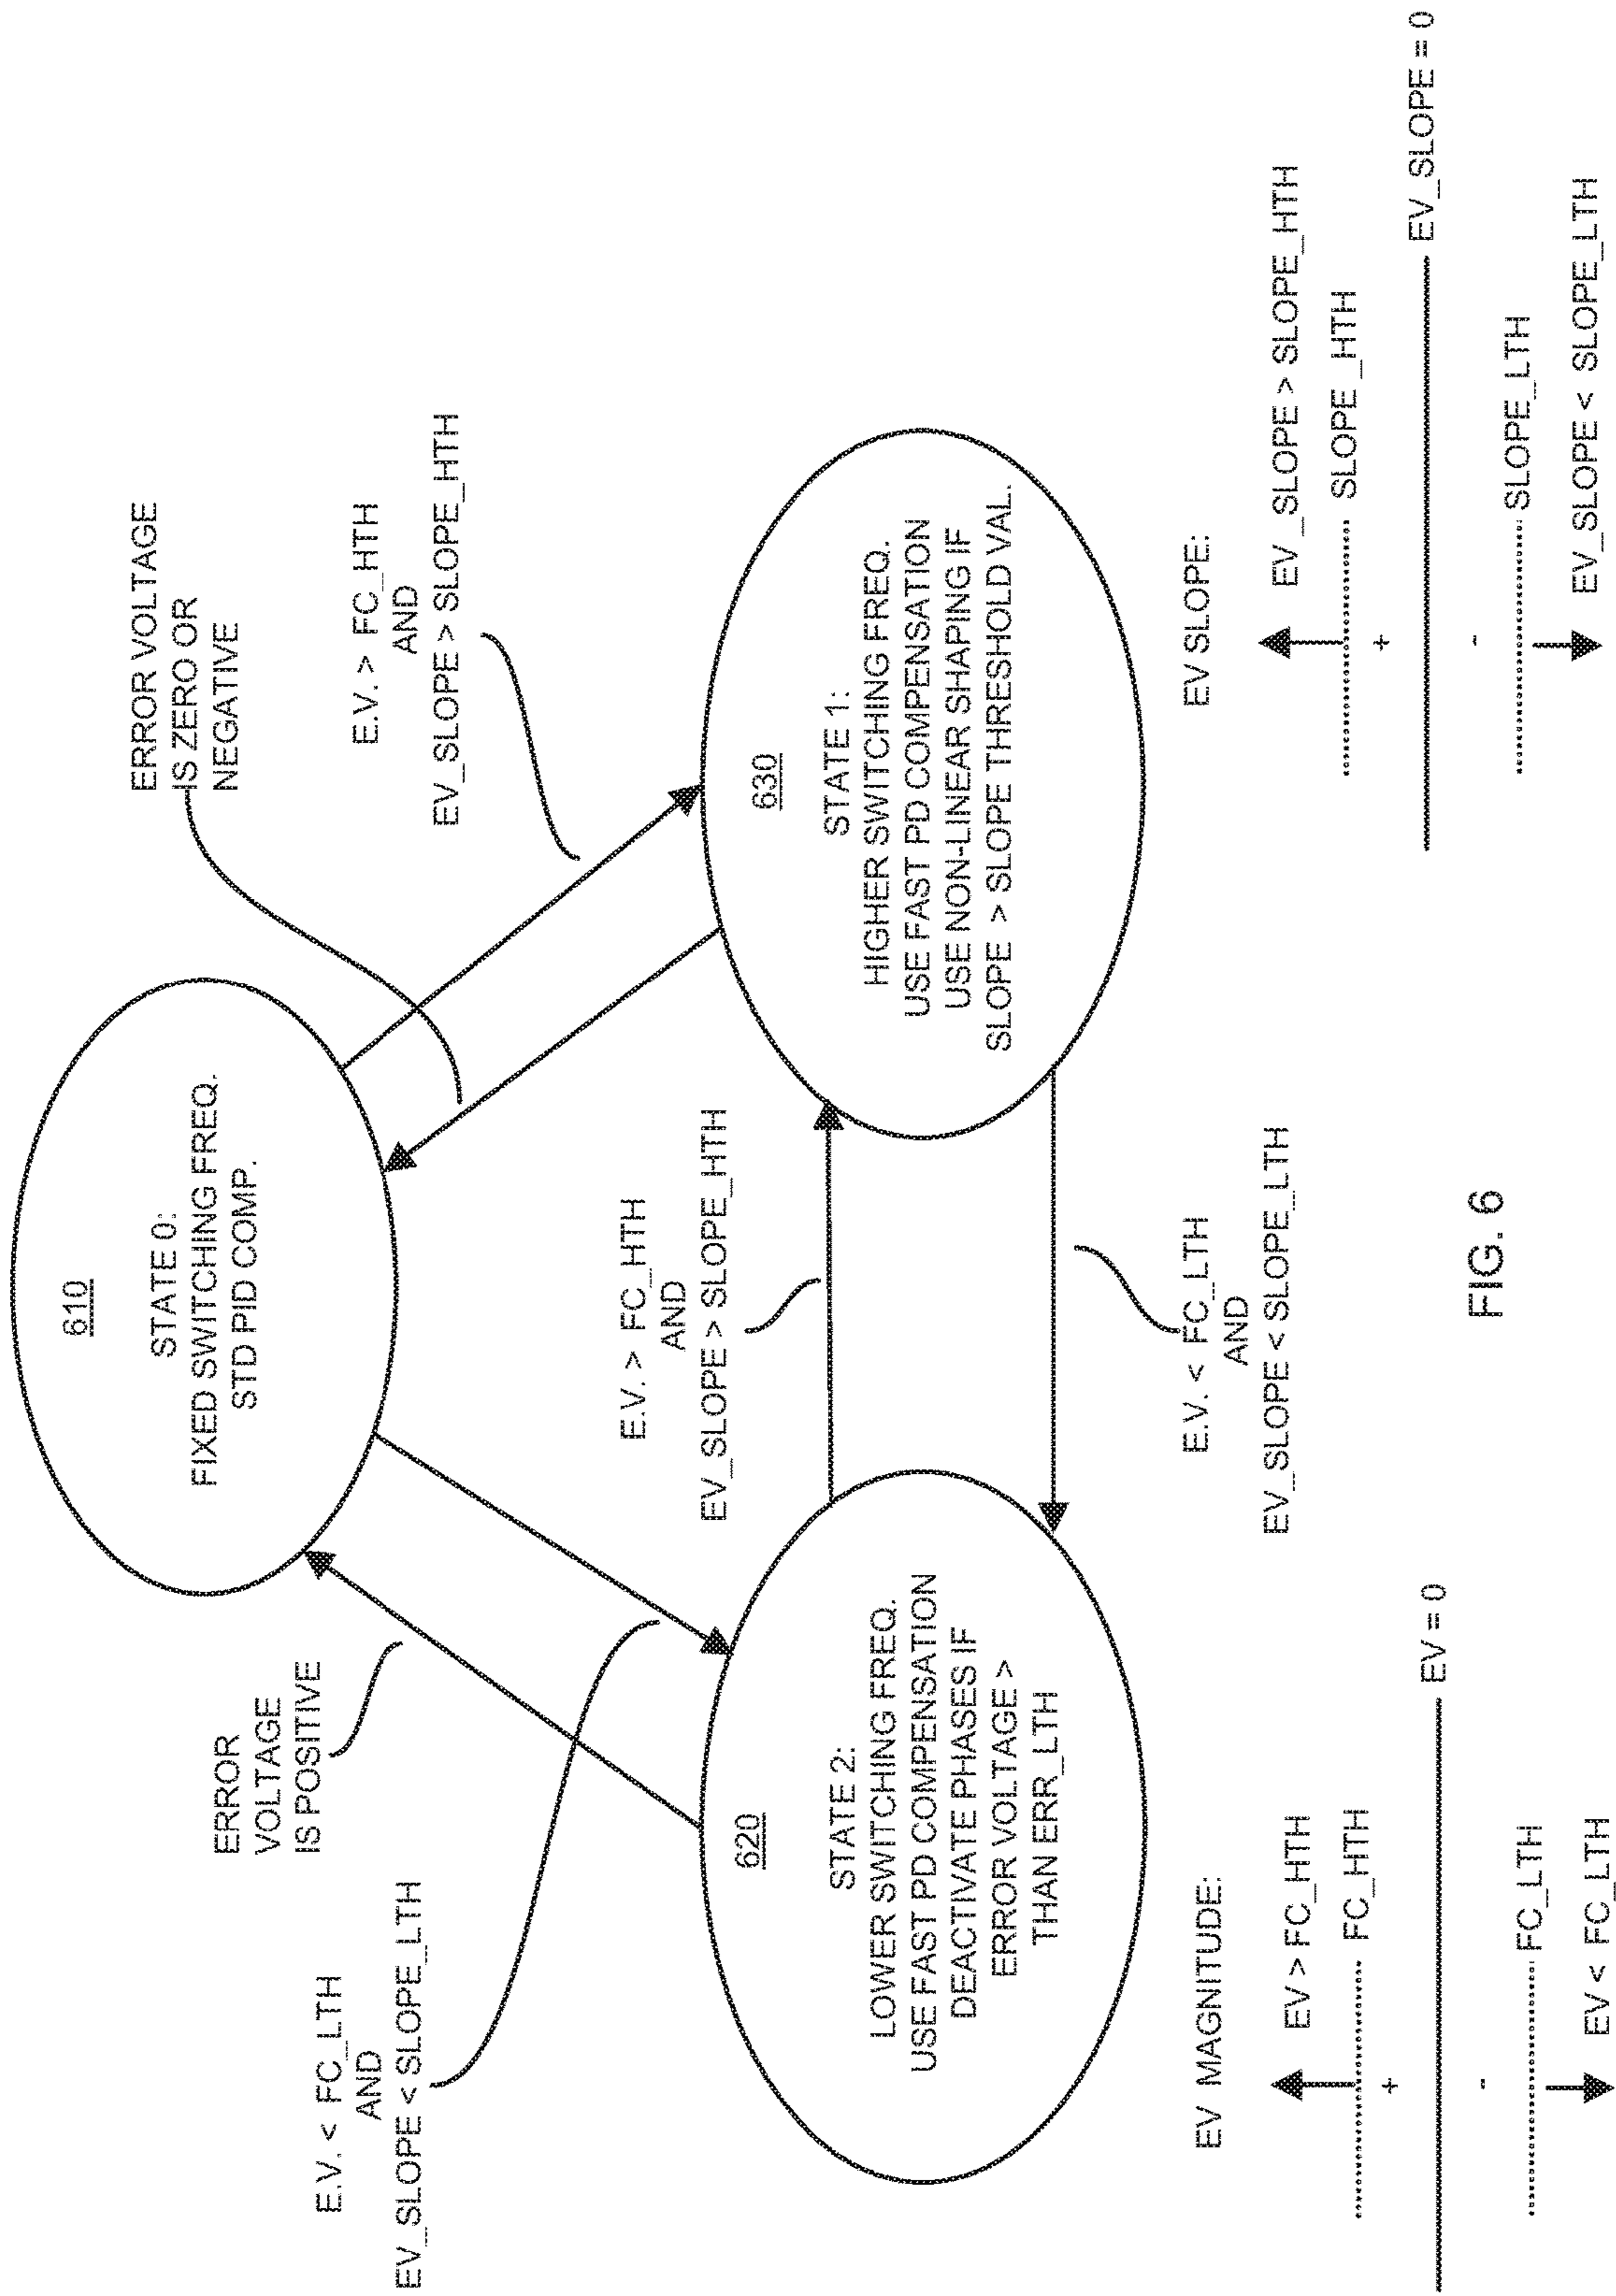 610
STATE 0:
FIXED SWITCHING FREQ.
STD PID COMP.
ERROR VOLTAGE
IS ZERO OR
NEGATIVE
E.V. > FC_HTH
AND
EV_SLOPE > SLOPE_HTH
ERROR
VOLTAGE
IS POSITIVE
E.V. < FC_LTH
AND
EV_SLOPE < SLOPE_LTH
E.V. > FC_HTH
AND
EV_SLOPE > SLOPE_HTH
620
STATE 2:
LOWER SWITCHING FREQ.
USE FAST PD COMPENSATION
DEACTIVATE PHASES IF
ERROR VOLTAGE >
THAN ERR_LTH
630
STATE 1:
HIGHER SWITCHING FREQ.
USE FAST PD COMPENSATION
USE NON-LINEAR SHAPING IF
SLOPE > SLOPE THRESHOLD VAL.
E.V. < FC_LTH
AND
EV_SLOPE < SLOPE_LTH
EV MAGNITUDE:
EV > FC_HTH
FC_HTH
+
EV = 0
-
FC_LTH
EV < FC_LTH
EV SLOPE:
EV_SLOPE > SLOPE_HTH
SLOPE _HTH
+
EV_SLOPE = 0
-
SLOPE_LTH
EV_SLOPE < SLOPE_LTH
FIG. 6